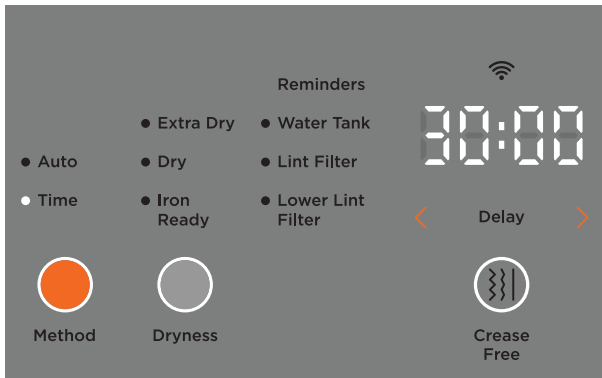 Reminders
30:00
Extra Dry
Water Tank
Auto
Dry
Lint Filter
Time
Iron
Ready
Lower Lint
Filter
Delay
Method
Dryness
Crease
Free